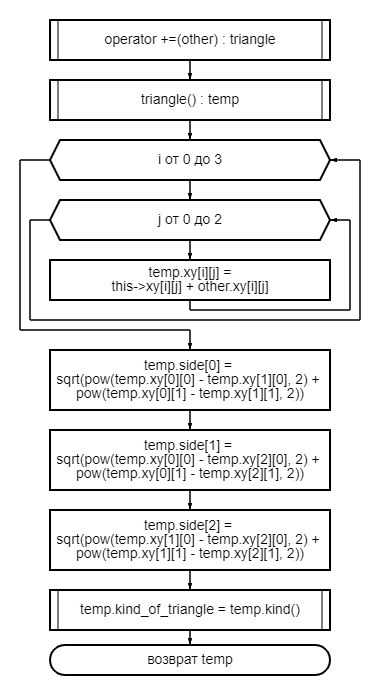 operator +=(other) : triangle
triangle() : temp
i от 0 до 3
j от 0 до 2
temp.xy[i][j] =
this->xy[i][j] + other.xy[i][j]
temp.side[0] =
sqrt(pow(temp.xy[0][0] - temp.xy[1][0], 2) +
pow(temp.xy[0][1] - temp.xy[1][1], 2))
temp.side[1] =
sqrt(pow(temp.xy[0][0] - temp.xy[2][0], 2) +
pow(temp.xy[0][1] - temp.xy[2][1], 2))
temp.side[2] =
sqrt(pow(temp.xy[1][0] - temp.xy[2][0], 2) +
pow(temp.xy[1][1] - temp.xy[2][1], 2))
temp.kind_of_triangle = temp.kind()
возврат temp